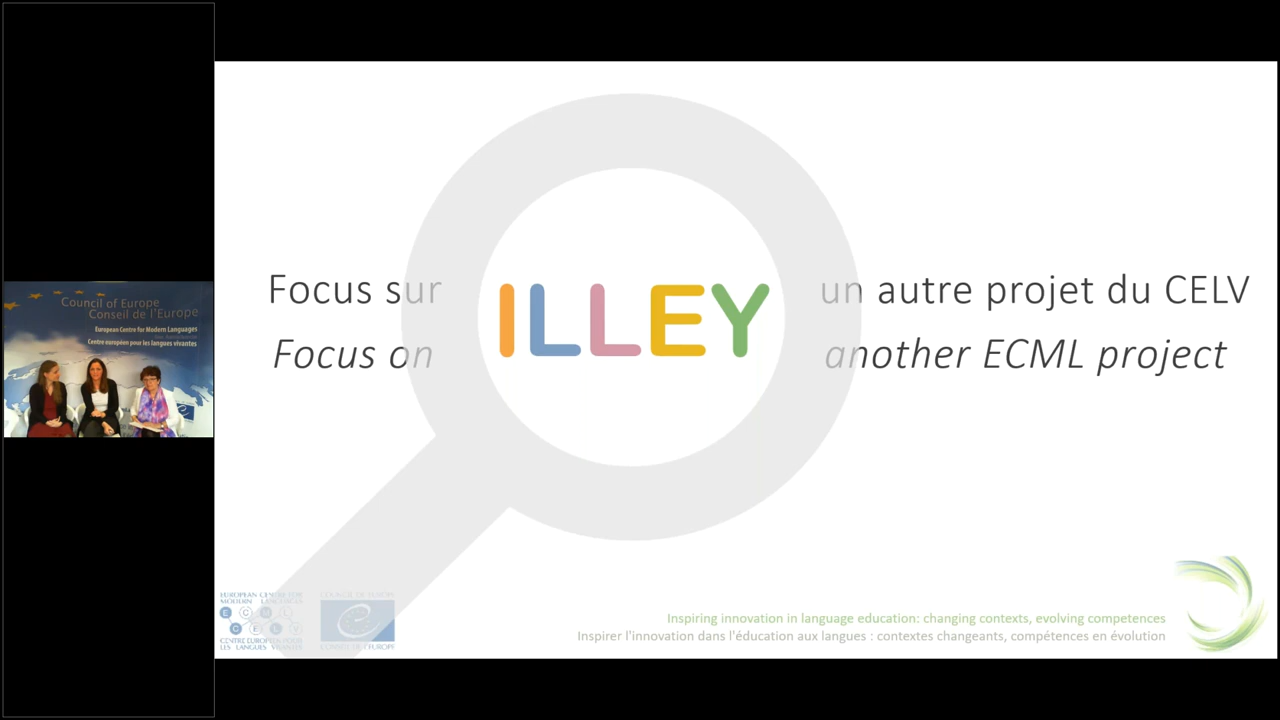 Council of Europe
Conseil de l'Europe
European Centre for Modern Languages
Centre européen pour les langues vivantes
Focus sur ILLEY un autre projet du CELV
Focus on another ECML project
EUROPEAN CENTRE FOR
MODERN LANGUAGES
E C M L
C E L V
CENTRE EUROPEEN POUR
LES LANGUES VIVANTES
COUNCIL OF EUROPE
CONSEIL DE L'EUROPE
Inspiring innovation in language education: changing contexts, evolving competences
Inspirer l'innovation dans l'éducation aux langues : contextes changeants, compétences en évolution